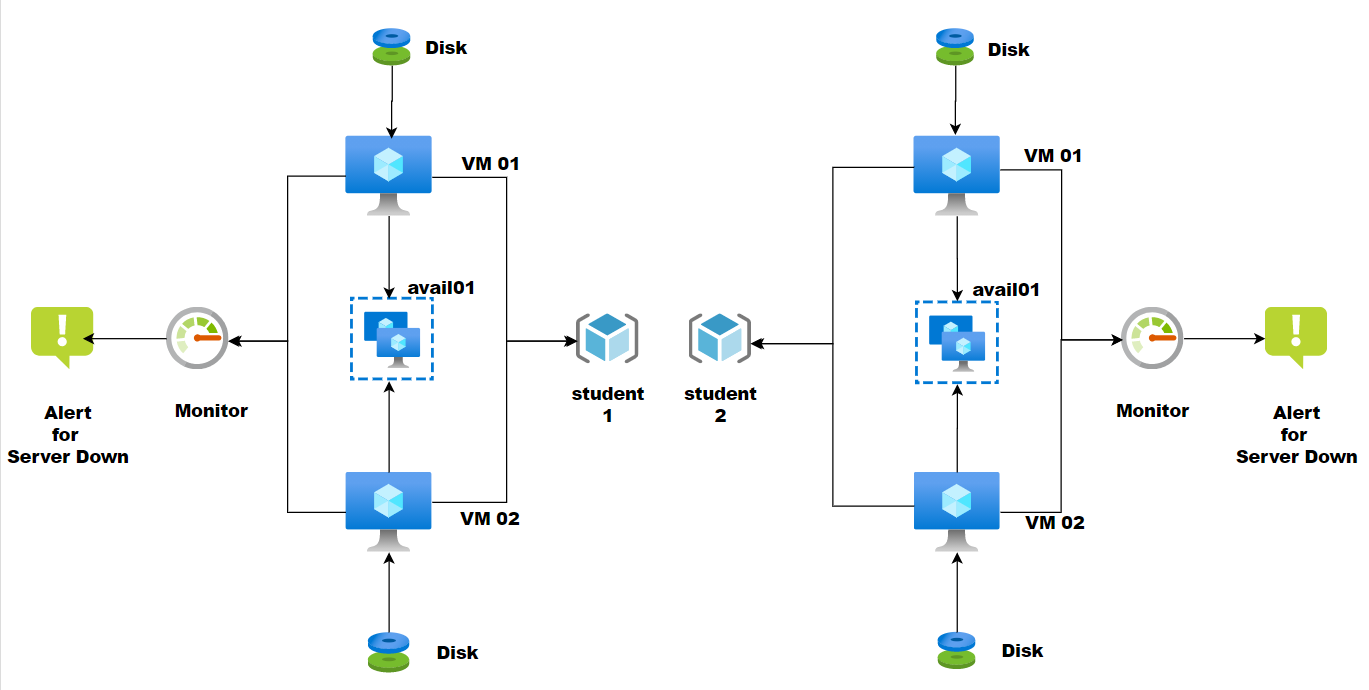 Disk
Disk
VM 01
VM 01
avail01
avail01
student
1
student
2
Alert
for
Server Down
Monitor
Monitor
Alert
for
Server Down
VM 02
VM 02
Disk
Disk